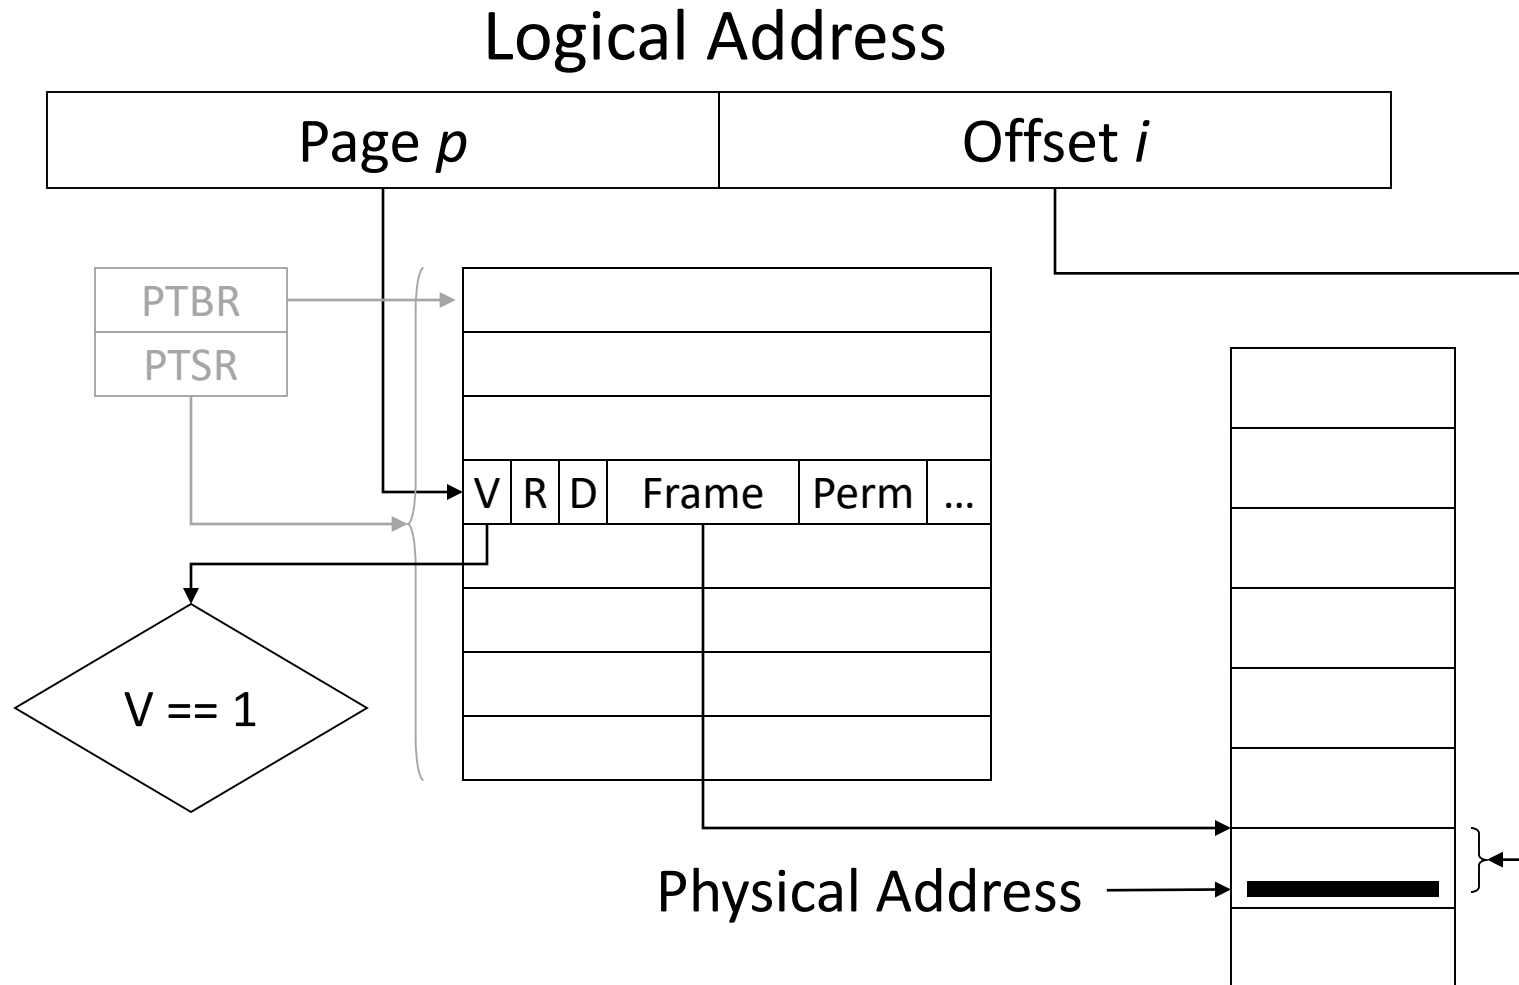 Logical Address
Page p
Offset i
PTBR
PTSR
V R D Frame Perm ...
V == 1
Physical Address